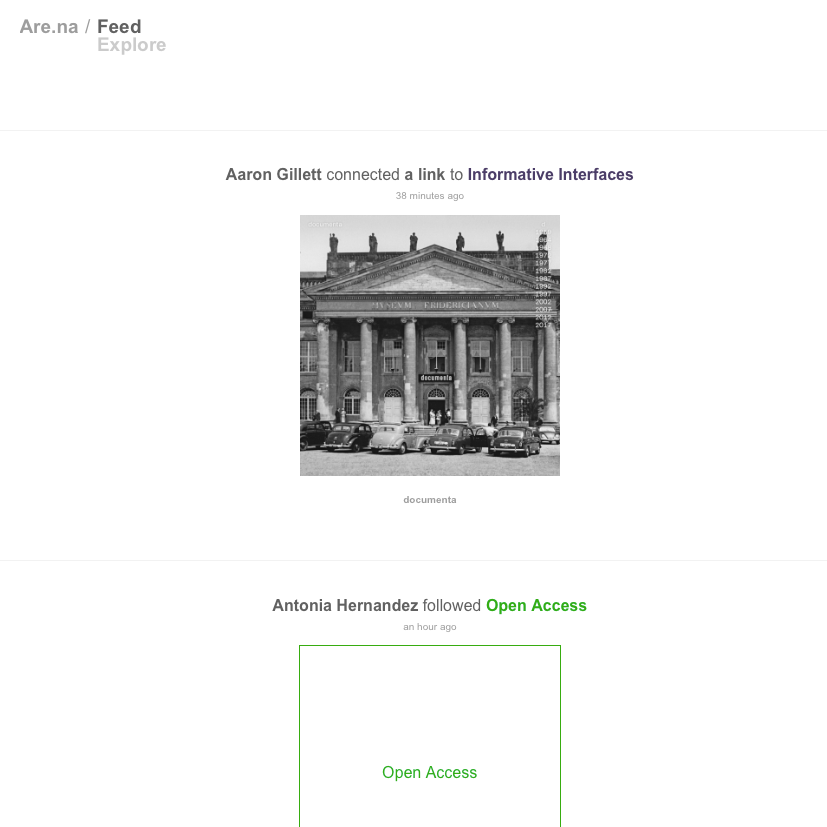 Are.na / Feed
Explore
Aaron Gillett connected a link to Informative Interfaces
38 minutes ago
documenta
MVSEVM FRIDERICIANVM
1972
1977
1982
1987
1992
1997
2002
2007
2012
2017
documenta
documenta
Antonia Hernandez followed Open Access
an hour ago
Open Access